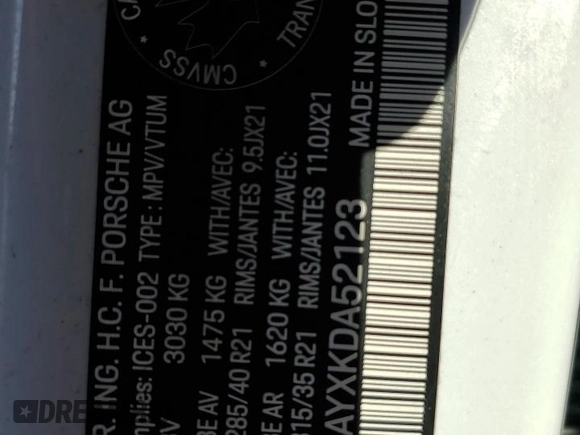 CMVSS
TRAN
R. ING. H.C. F. PORSCHE AG
mplies: ICES-002 TYPE: MPV/VTUM
3030 KG
BE AV 1475 KG WITH/AVEC:
285/40 R21 RIMS/JANTES 9.5JX21
BE AR 1620 KG WITH/AVEC:
315/35 R21 RIMS/JANTES 11.0JX21
AYXKDA52123 MADE IN SLO
DRE